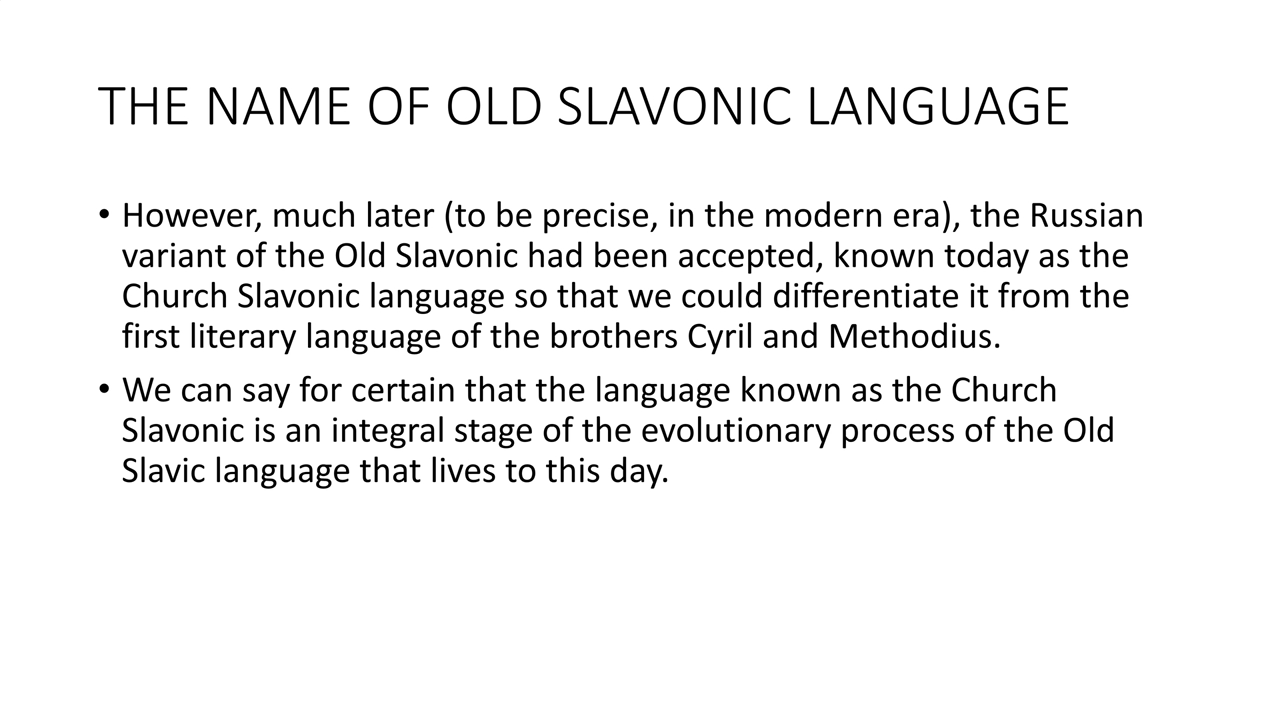 THE NAME OF OLD SLAVONIC LANGUAGE
• However, much later (to be precise, in the modern era), the Russian
variant of the Old Slavonic had been accepted, known today as the
Church Slavonic language so that we could differentiate it from the
first literary language of the brothers Cyril and Methodius.
• We can say for certain that the language known as the Church
Slavonic is an integral stage of the evolutionary process of the Old
Slavic language that lives to this day.